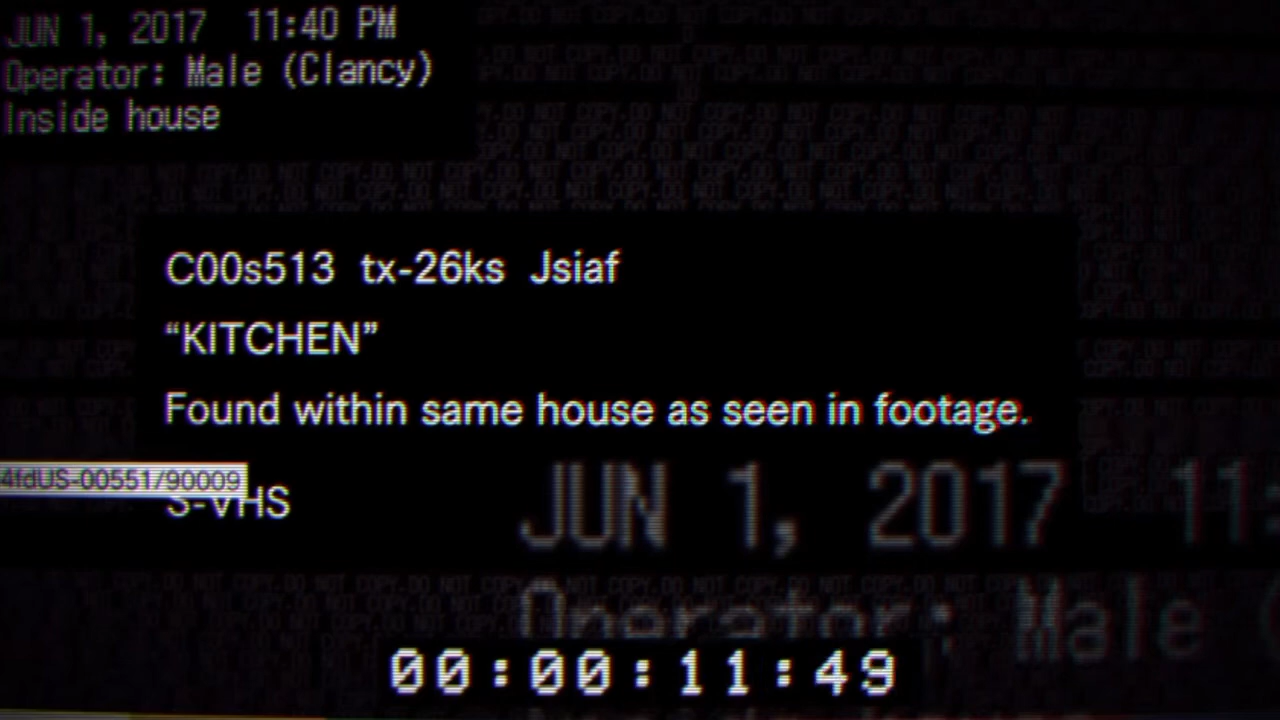 JUN 1, 2017 11:40 PM
Operator: Male (Clancy)
Inside house
C00s513 tx-26ks Jsiaf
“KITCHEN”
Found within same house as seen in footage.
4fdUS-00551/90009
S-VHS
JUN 1, 2017 11:
Operator: Male (
00:00:11:49